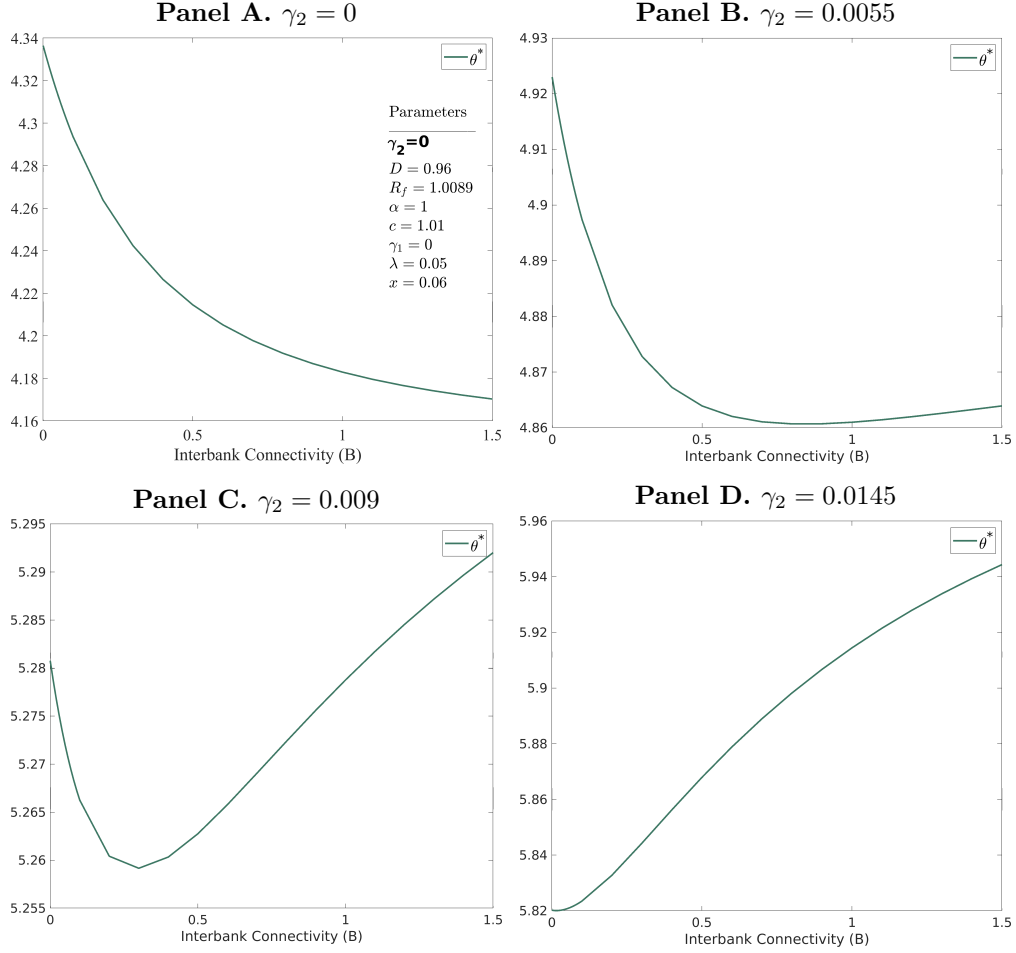 Panel A. γ₂ = 0
4.34
4.32
4.3
4.28
4.26
4.24
4.22
4.2
4.18
4.16
0
0.5
1
1.5
Interbank Connectivity (B)
θ*
Parameters
γ₂=0
D = 0.96
R_f = 1.0089
α = 1
c = 1.01
γ₁ = 0
λ = 0.05
x = 0.06
Panel B. γ₂ = 0.0055
4.93
4.92
4.91
4.9
4.89
4.88
4.87
4.86
0
0.5
1
1.5
Interbank Connectivity (B)
θ*
Panel C. γ₂ = 0.009
5.295
5.29
5.285
5.28
5.275
5.27
5.265
5.26
5.255
0
0.5
1
1.5
Interbank Connectivity (B)
θ*
Panel D. γ₂ = 0.0145
5.96
5.94
5.92
5.9
5.88
5.86
5.84
5.82
0
0.5
1
1.5
Interbank Connectivity (B)
θ*